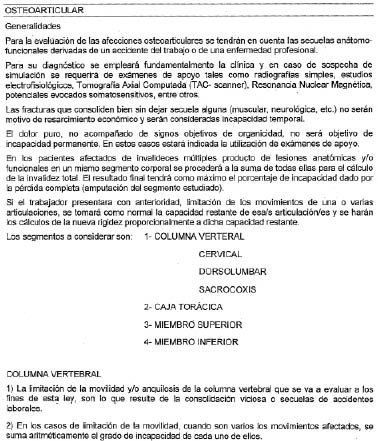 OSTEOARTICULAR
Generalidades
Para la evaluación de las afecciones osteoarticulares se tendrán en cuenta las secuelas anátomo-
funcionales derivadas de un accidente del trabajo o de una enfermedad profesional.
Para su diagnóstico se empleará fundamentalmente la clínica y en caso de sospecha de
simulación se requerirá de exámenes de apoyo tales como radiografías simples, estudios
electrofisiológicos, Tomografía Axial Computada (TAC- scanner), Resonancia Nuclear Magnética,
potenciales evocados somatosensitivos, entre otros.
Las fracturas que consoliden bien sin dejar secuela alguna (muscular, neurológica, etc.) no serán
motivo de resarcimiento económico y serán consideradas incapacidad temporal.
El dolor puro, no acompañado de signos objetivos de organicidad, no será objetivo de
incapacidad permanente. En estos casos estará indicada la utilización de exámenes de apoyo.
En los pacientes afectados de invalideces múltiples producto de lesiones anatómicas y/o
funcionales en un mismo segmento corporal se procederá a la suma de todas ellas para el cálculo
de la invalidez total. El resultado final tendrá como máximo el porcentaje de incapacidad dado por
la pérdida completa (amputación del segmento estudiado).
Si el trabajador presentara con anterioridad, limitación de los movimientos de una o varias
articulaciones, se tomará como normal la capacidad restante de esa/s articulación/es y se harán
los cálculos de la nueva rigidez proporcionalmente a dicha capacidad restante.
Los segmentos a considerar son: 1- COLUMNA VERTERAL
CERVICAL
DORSOLUMBAR
SACROCOXIS
2- CAJA TORÁCICA
3- MIEMBRO SUPERIOR
4- MIEMBRO INFERIOR
COLUMNA VERTEBRAL
1) La limitación de la movilidad y/o anquilosis de la columna vertebral que se va a evaluar a los
fines de esta ley, son lo que resulte de la consolidación viciosa o secuelas de accidentes
laborales.
2) En los casos de limitación de la movilidad, cuando son varios los movimientos afectados, se
suma aritméticamente el grado de incapacidad de cada uno de ellos.